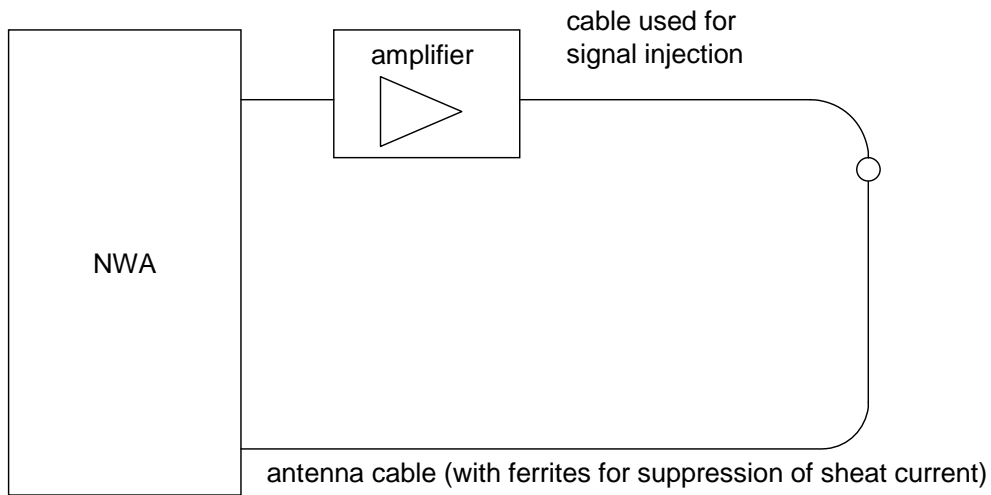 cable used for
signal injection
amplifier
NWA
antenna cable (with ferrites for suppression of sheat current)